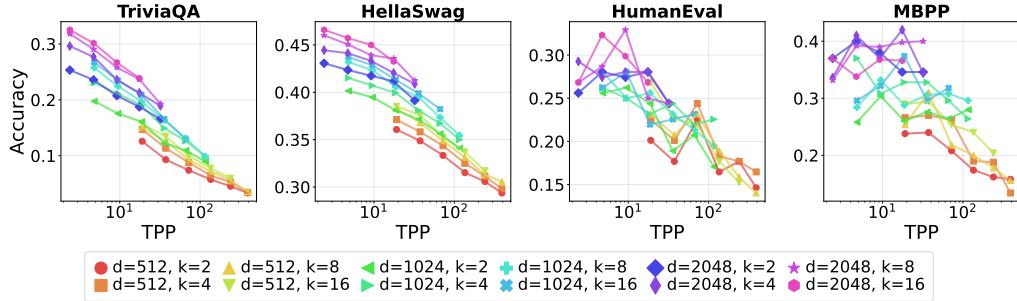 TriviaQA HellaSwag HumanEval MBPP
Accuracy
0.3
0.2
0.1
0.45
0.40
0.35
0.30
0.30
0.25
0.20
0.15
0.4
0.3
0.2
10¹ 10² 10¹ 10² 10¹ 10² 10¹ 10²
TPP TPP TPP TPP
d=512, k=2 d=512, k=8 d=1024, k=2 d=1024, k=8 d=2048, k=2 d=2048, k=8
d=512, k=4 d=512, k=16 d=1024, k=4 d=1024, k=16 d=2048, k=4 d=2048, k=16